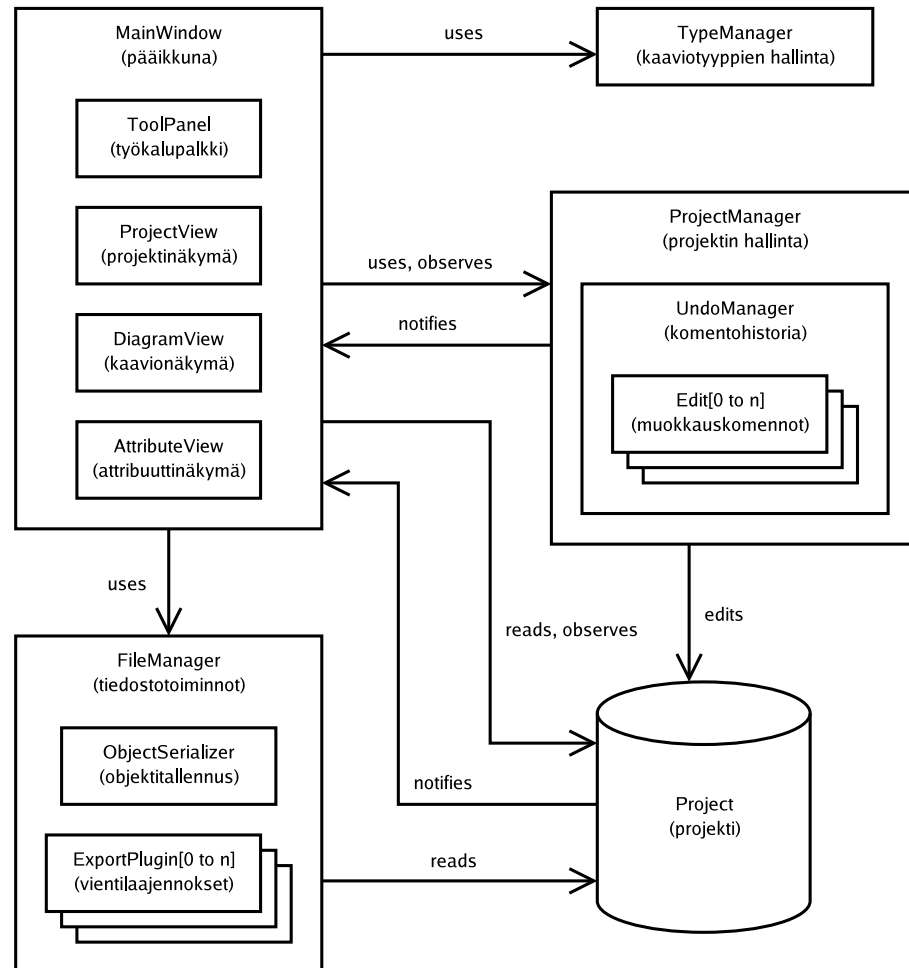 MainWindow
(pääikkuna)
uses
TypeManager
(kaaviotyyppien hallinta)
ToolPanel
(työkalupalkki)
ProjectView
(projektinäkymä)
ProjectManager
(projektin hallinta)
uses, observes
notifies
UndoManager
(komentohistoria)
DiagramView
(kaavionäkymä)
Edit[0 to n]
(muokkauskomennot)
AttributeView
(attribuuttinäkymä)
uses
reads, observes
edits
FileManager
(tiedostotoiminnot)
ObjectSerializer
(objektitallennus)
notifies
Project
(projekti)
ExportPlugin[0 to n]
(vientilaajennokset)
reads